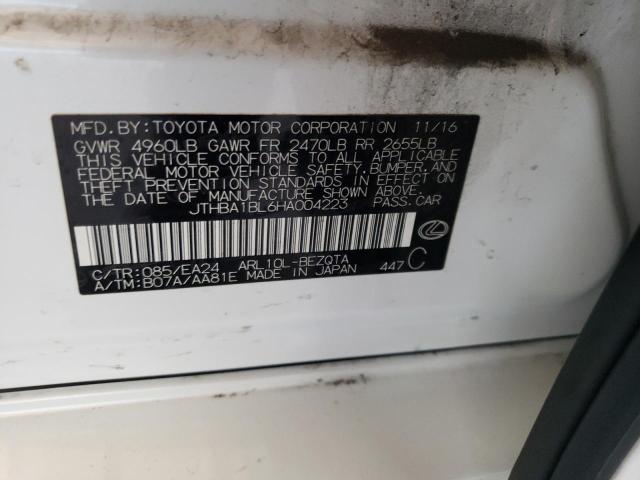 MFD. BY: TOYOTA MOTOR CORPORATION 11/16
GVWR 4960LB GAWR FR 2470LB RR 2655LB
THIS VEHICLE CONFORMS TO ALL APPLICABLE
FEDERAL MOTOR VEHICLE SAFETY, BUMPER, AND
THEFT PREVENTION STANDARDS IN EFFECT ON
THE DATE OF MANUFACTURE SHOWN ABOVE.
JTHBA1BL6HA004223 PASS. CAR
C/TR: 085/EA24 ARL10L-BEZQTA
A/TM: B07A/AA81E MADE IN JAPAN 447 C